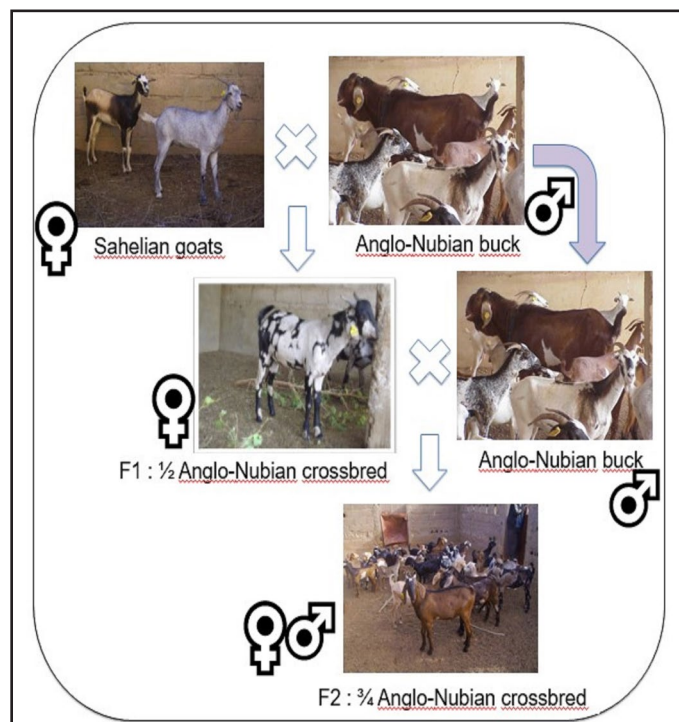 Sahelian goats
Anglo-Nubian buck
F1 : ½ Anglo-Nubian crossbred
Anglo-Nubian buck
F2 : ¾ Anglo-Nubian crossbred